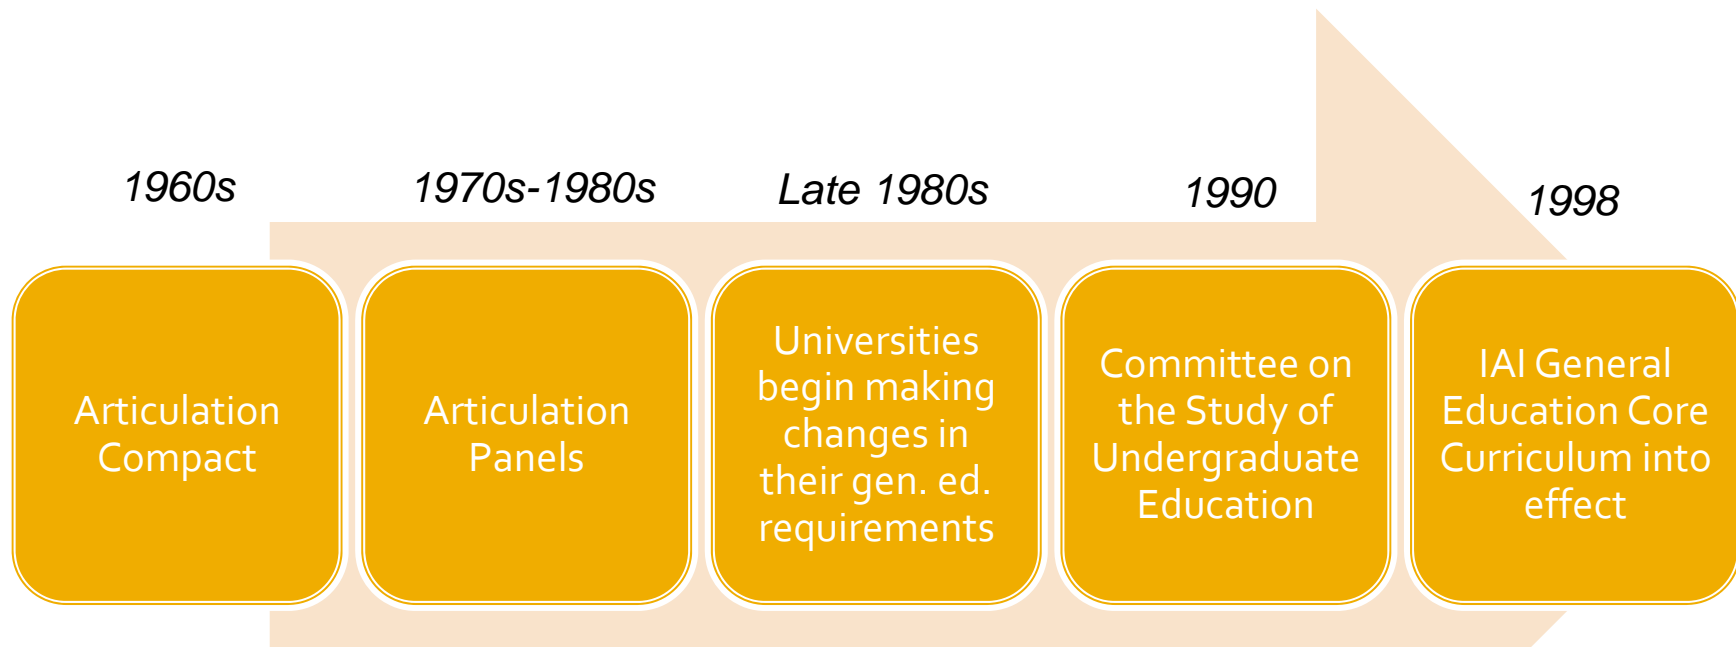 1960s
1970s-1980s
Late 1980s
1990
1998
Articulation
Compact
Articulation
Panels
Universities
begin making
changes in
their gen. ed.
requirements
Committee on
the Study of
Undergraduate
Education
IAI General
Education Core
Curriculum into
effect